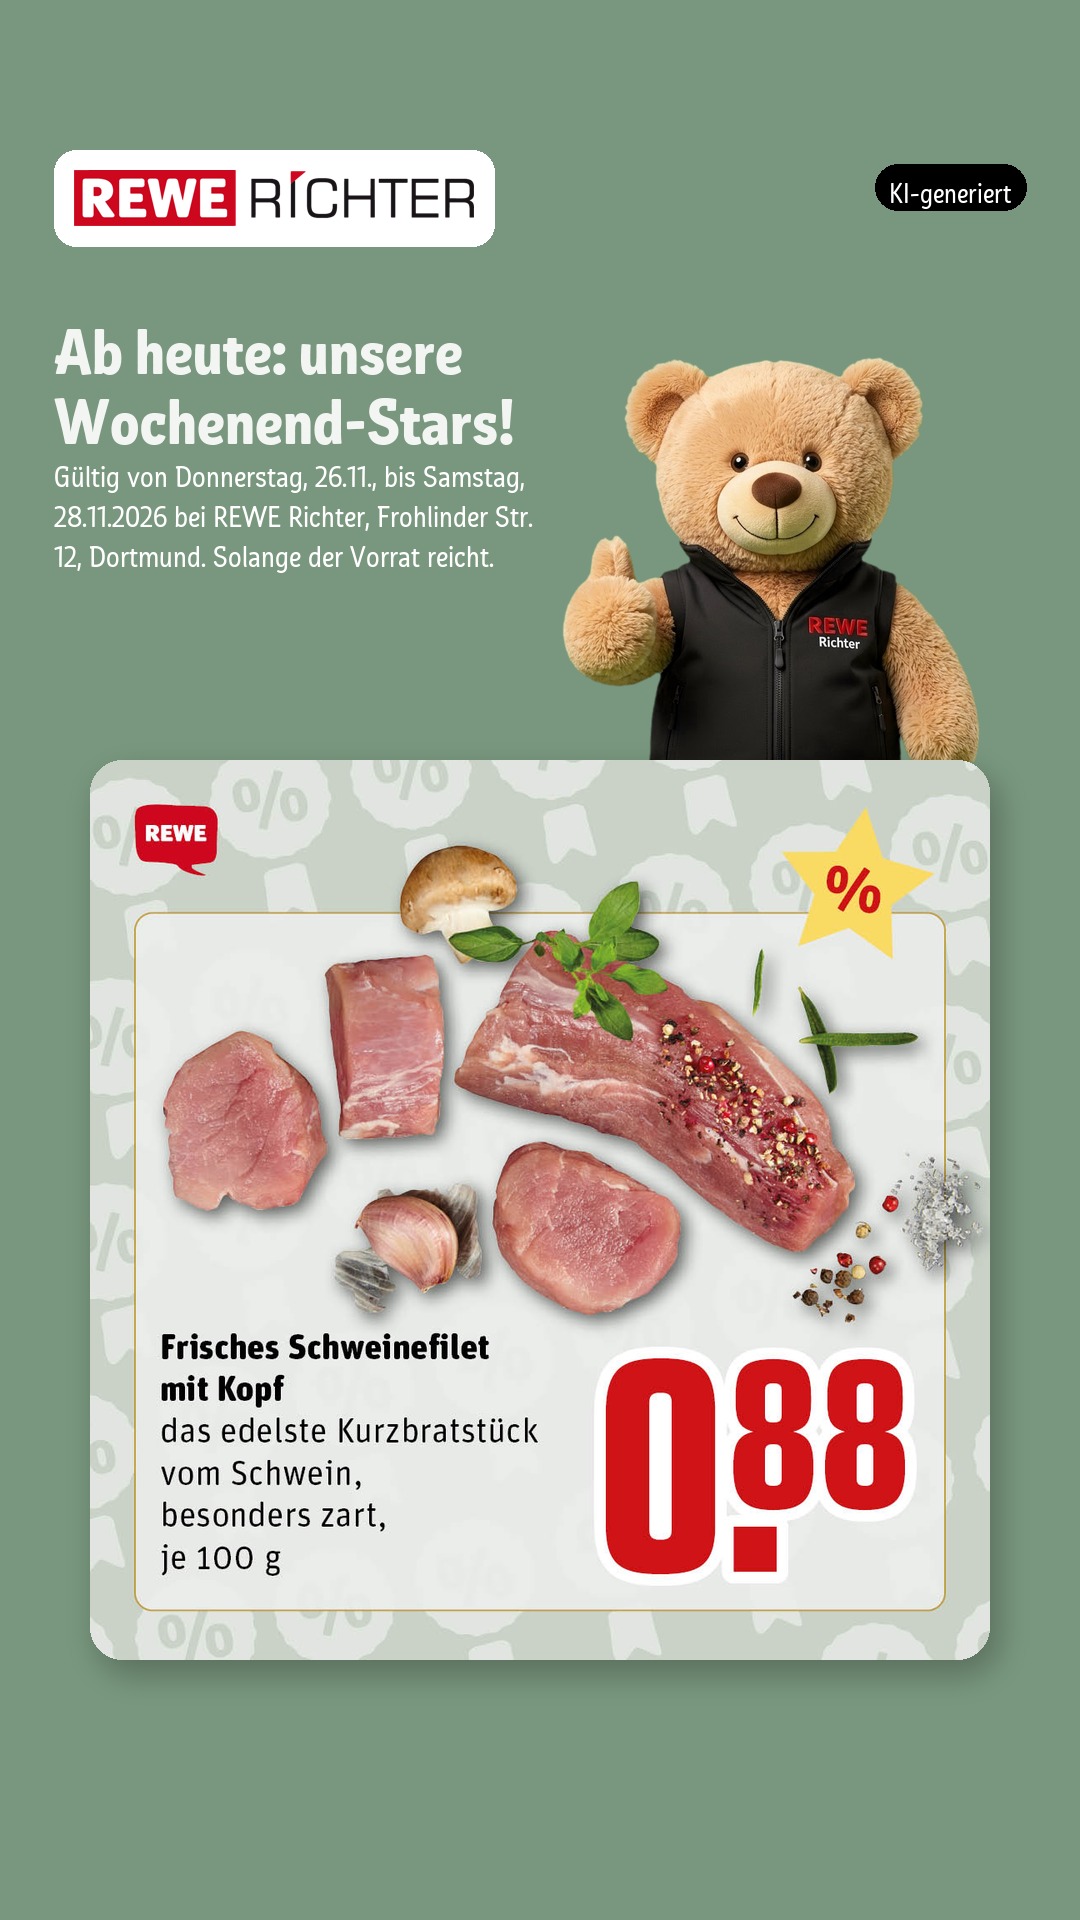 REWE RICHTER
KI-generiert
Ab heute: unsere
Wochenend-Stars!
Gültig von Donnerstag, 26.11., bis Samstag,
28.11.2026 bei REWE Richter, Frohlinder Str.
12, Dortmund. Solange der Vorrat reicht.
REWE
Richter
REWE
%
Frisches Schweinefilet
mit Kopf
das edelste Kurzbratstück
vom Schwein,
besonders zart,
je 100 g
0.88